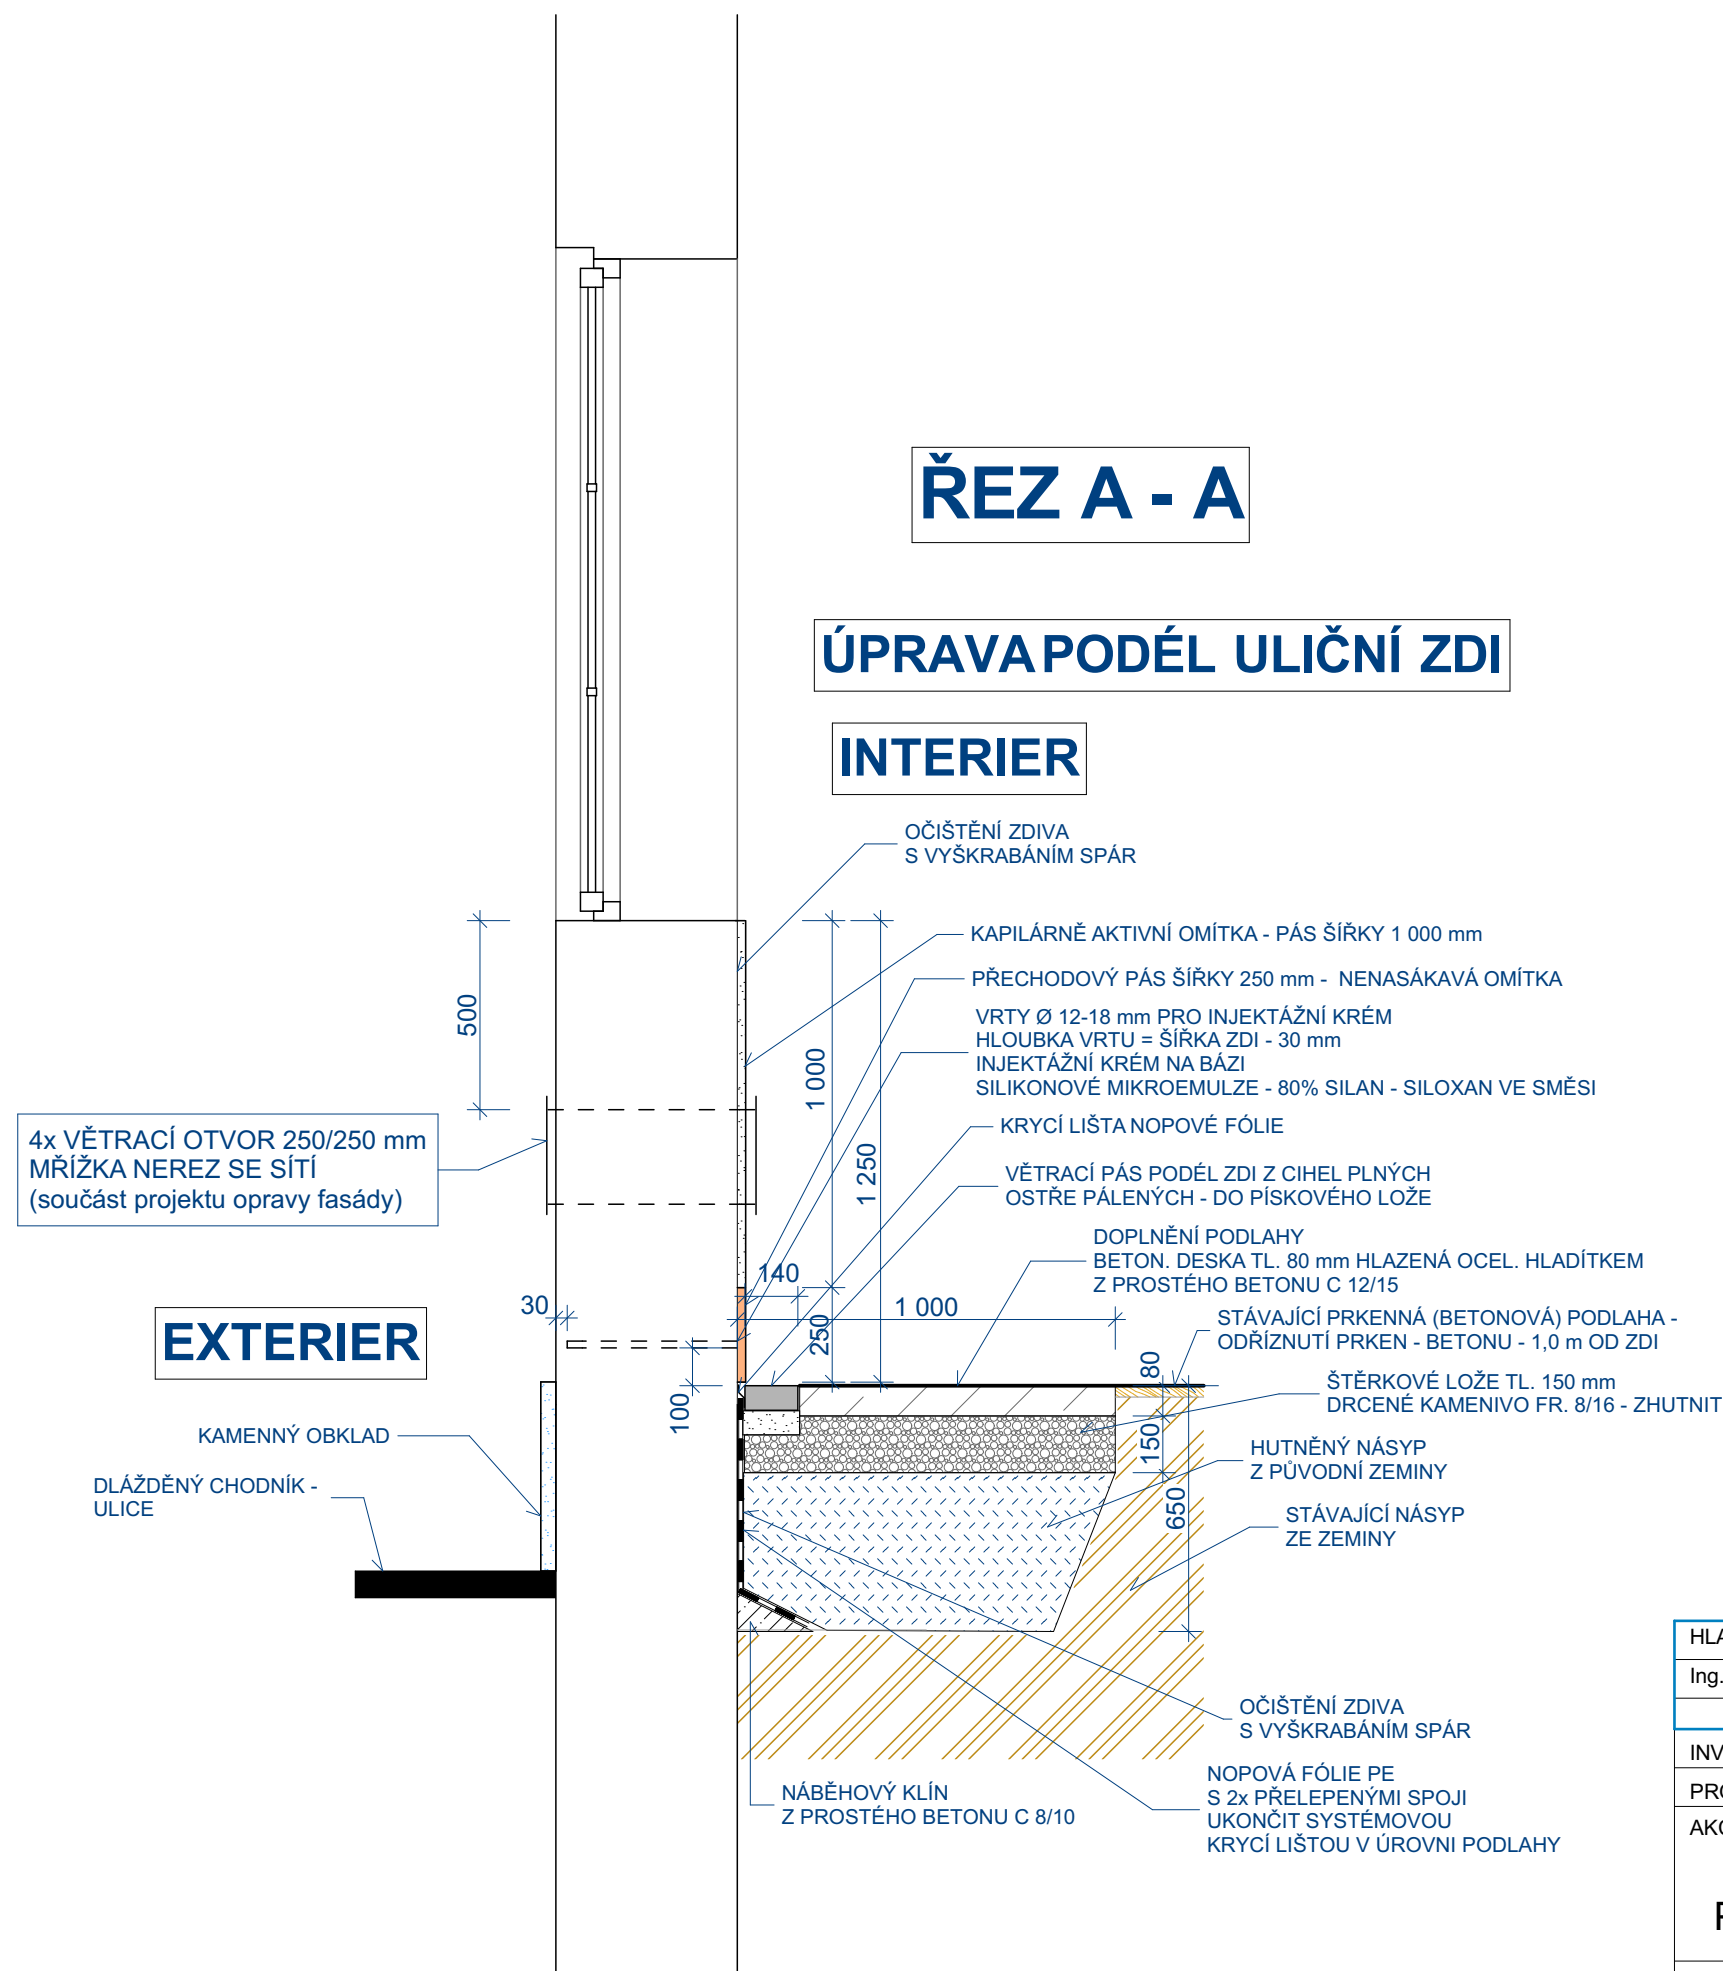 ŘEZ A - A
ÚPRAVA PODÉL ULIČNÍ ZDI
INTERIER
OČIŠTĚNÍ ZDIVA
S VYŠKRABÁNÍM SPÁR
KAPILÁRNĚ AKTIVNÍ OMÍTKA - PÁS ŠÍŘKY 1 000 mm
PŘECHODOVÝ PÁS ŠÍŘKY 250 mm - NENASÁKAVÁ OMÍTKA
VRTY Ø 12-18 mm PRO INJEKTÁŽNÍ KRÉM
HLOUBKA VRTU = ŠÍŘKA ZDI - 30 mm
INJEKTÁŽNÍ KRÉM NA BÁZI
SILIKONOVÉ MIKROEMULZE - 80% SILAN - SILOXAN VE SMĚSI
KRYCÍ LIŠTA NOPOVÉ FÓLIE
VĚTRACÍ PÁS PODÉL ZDI Z CIHEL PLNÝCH
OSTŘE PÁLENÝCH - DO PÍSKOVÉHO LOŽE
DOPLNĚNÍ PODLAHY
BETON. DESKA TL. 80 mm HLAZENÁ OCEL. HLADÍTKEM
Z PROSTÉHO BETONU C 12/15
STÁVAJÍCÍ PRKENNÁ (BETONOVÁ) PODLAHA -
ODŘÍZNUTÍ PRKEN - BETONU - 1,0 m OD ZDI
ŠTĚRKOVÉ LOŽE TL. 150 mm
DRCENÉ KAMENIVO FR. 8/16 - ZHUTNIT
HUTNĚNÝ NÁSYP
Z PŮVODNÍ ZEMINY
STÁVAJÍCÍ NÁSYP
ZE ZEMINY
500
1 000
1 250
4x VĚTRACÍ OTVOR 250/250 mm
MŘÍŽKA NEREZ SE SÍTÍ
(součást projektu opravy fasády)
140
30
1 000
250
80
100
150
650
EXTERIER
KAMENNÝ OBKLAD
DLÁŽDĚNÝ CHODNÍK -
ULICE
OČIŠTĚNÍ ZDIVA
S VYŠKRABÁNÍM SPÁR
NOPOVÁ FÓLIE PE
S 2x PŘELEPENÝMI SPOJI
UKONČIT SYSTÉMOVOU
KRYCÍ LIŠTOU V ÚROVNI PODLAHY
NÁBĚHOVÝ KLÍN
Z PROSTÉHO BETONU C 8/10
Ing.
INV